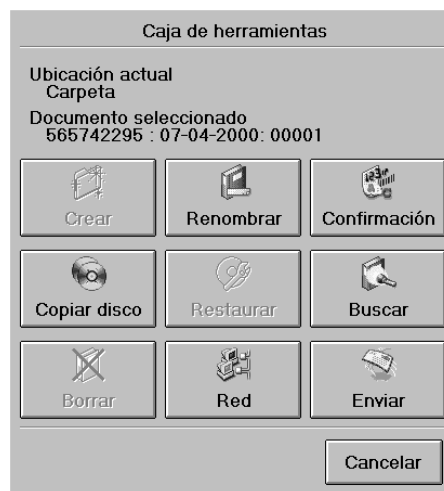 Caja de herramientas
Ubicación actual
Carpeta
Documento seleccionado
565742295 : 07-04-2000: 00001
Crear
Renombrar
Confirmación
Copiar disco
Restaurar
Buscar
Borrar
Red
Enviar
Cancelar